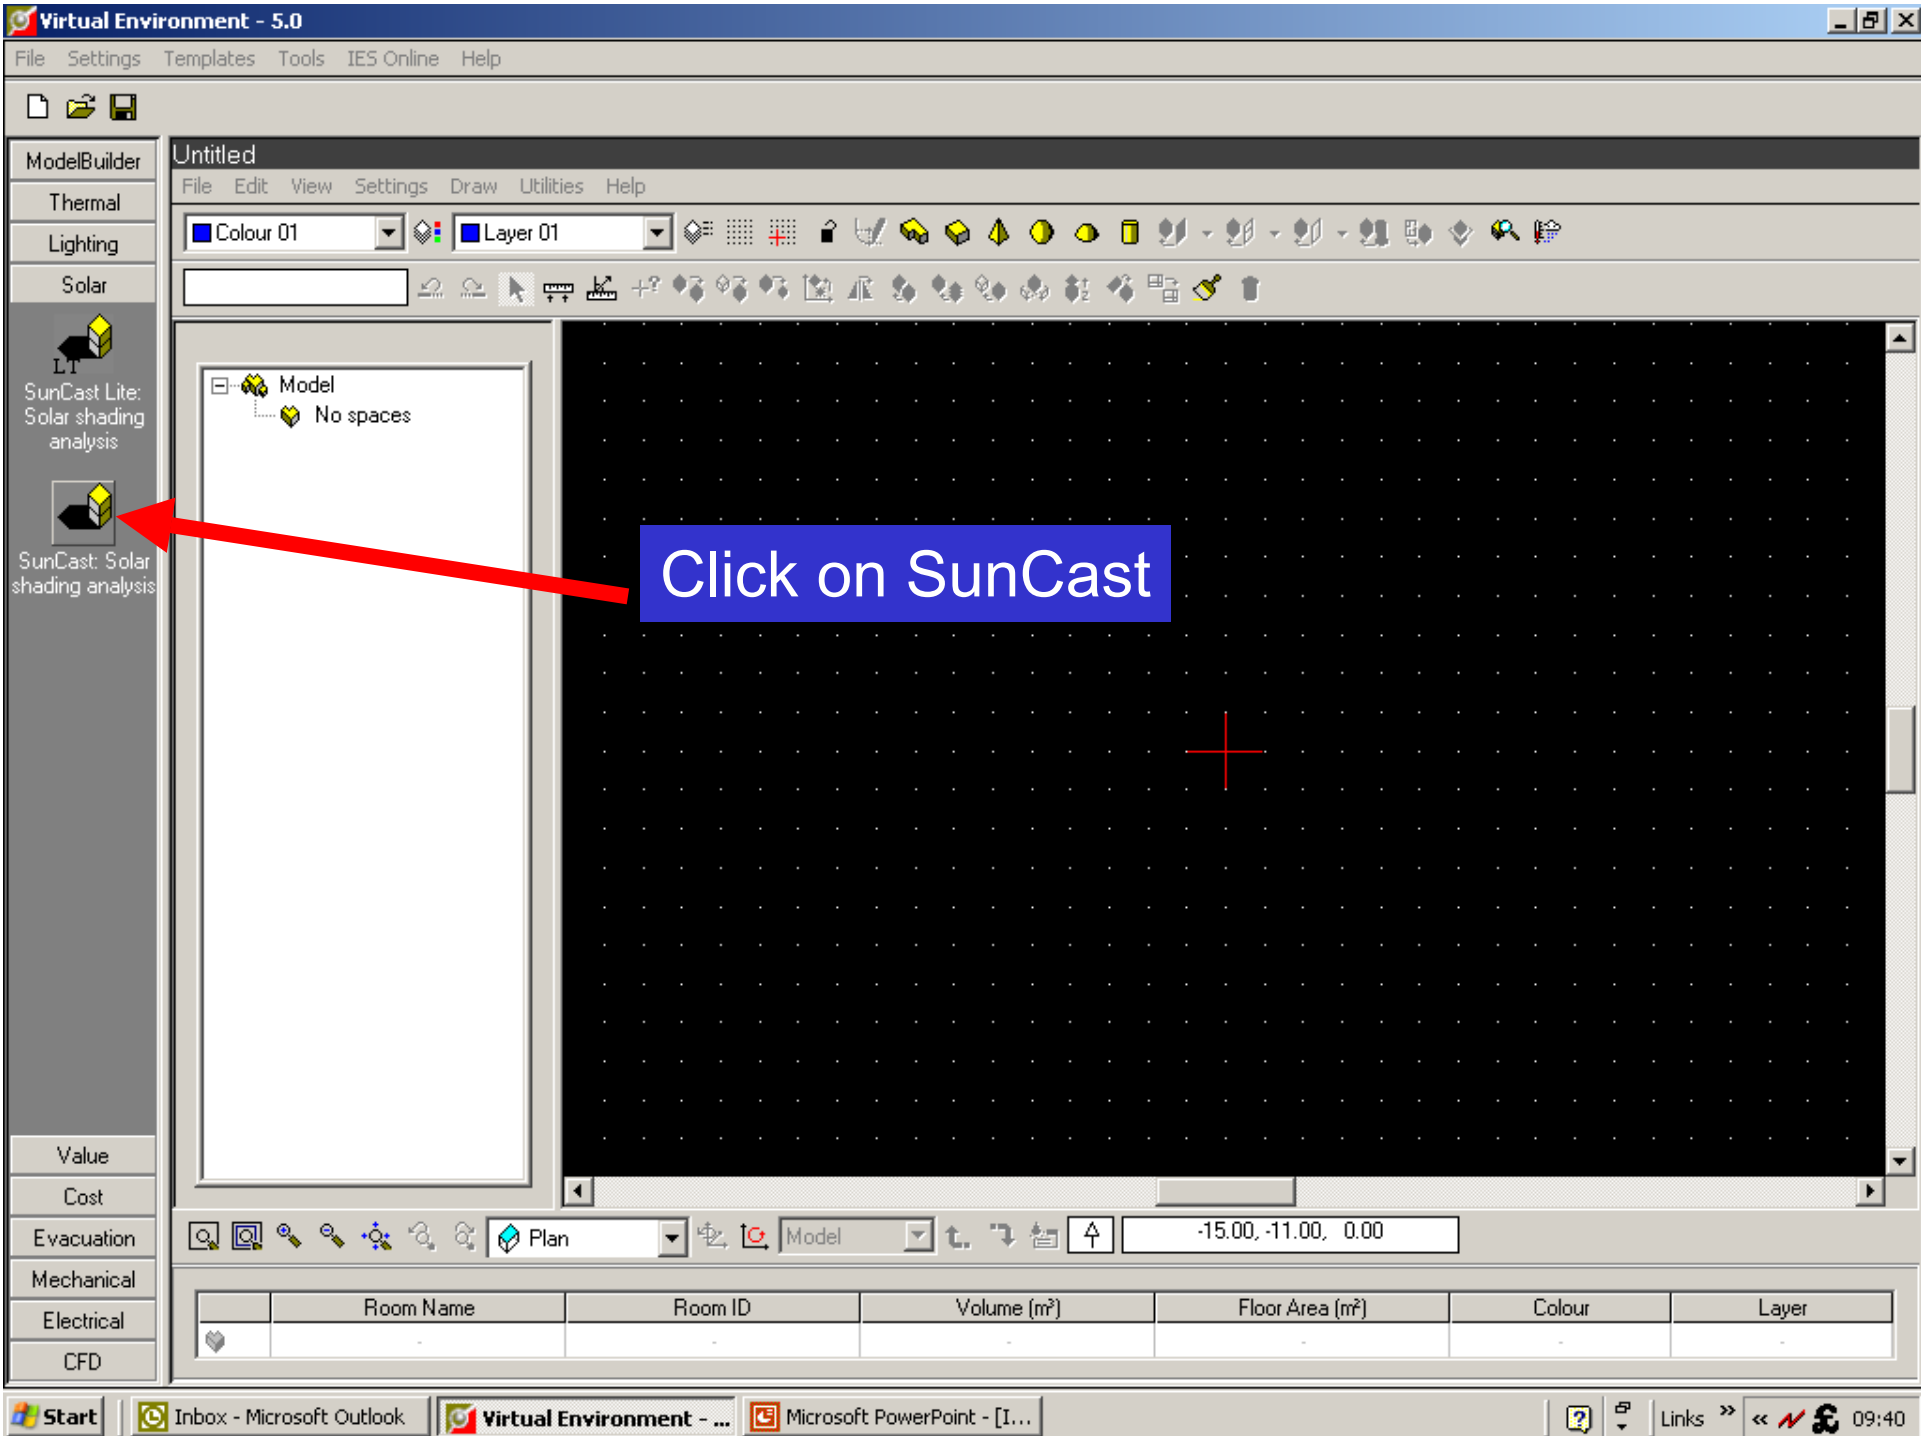 Virtual Environment - 5.0
File Settings Templates Tools IES Online Help
ModelBuilder
Thermal
Lighting
Solar
LT
SunCast Lite:
Solar shading
analysis
SunCast: Solar
shading analysis
Value
Cost
Evacuation
Mechanical
Electrical
CFD
Untitled
File Edit View Settings Draw Utilities Help
Colour 01
Layer 01
Model
No spaces
Click on SunCast
Plan
Model
-15.00, -11.00, 0.00
Room Name Room ID Volume (m³) Floor Area (m²) Colour Layer
- - - - - -
Start
Inbox - Microsoft Outlook
Virtual Environment - ...
Microsoft PowerPoint - [I...
Links »
«
09:40